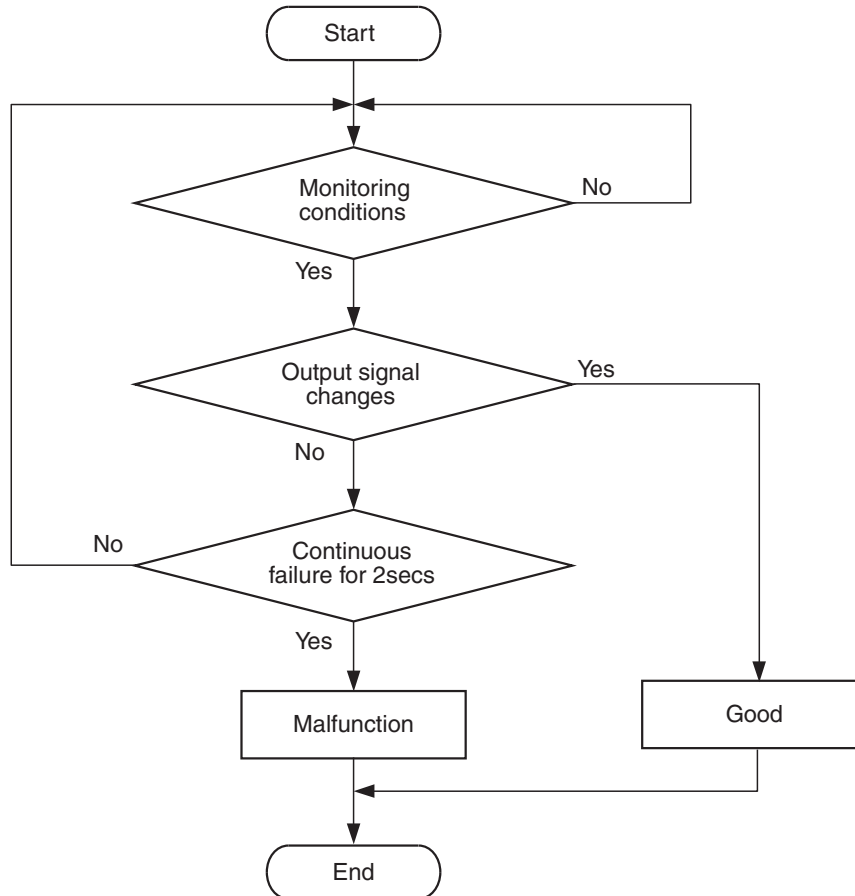 Start
Monitoring
conditions
No
Yes
Output signal
changes
Yes
No
Continuous
failure for 2secs
No
Yes
Malfunction
Good
End